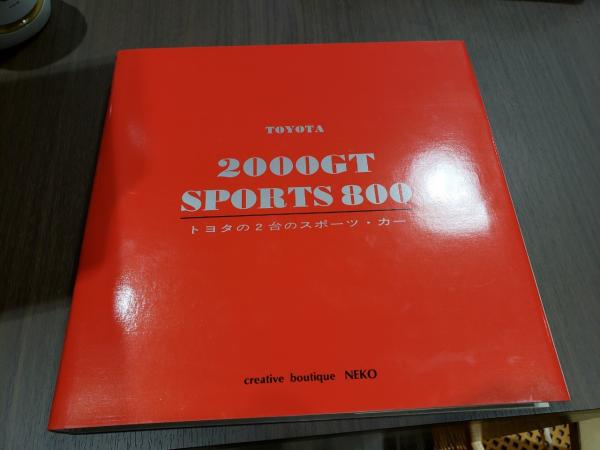 TOYOTA
2000GT
SPORTS 800
トヨタの2台のスポーツ・カー
creative boutique NEKO